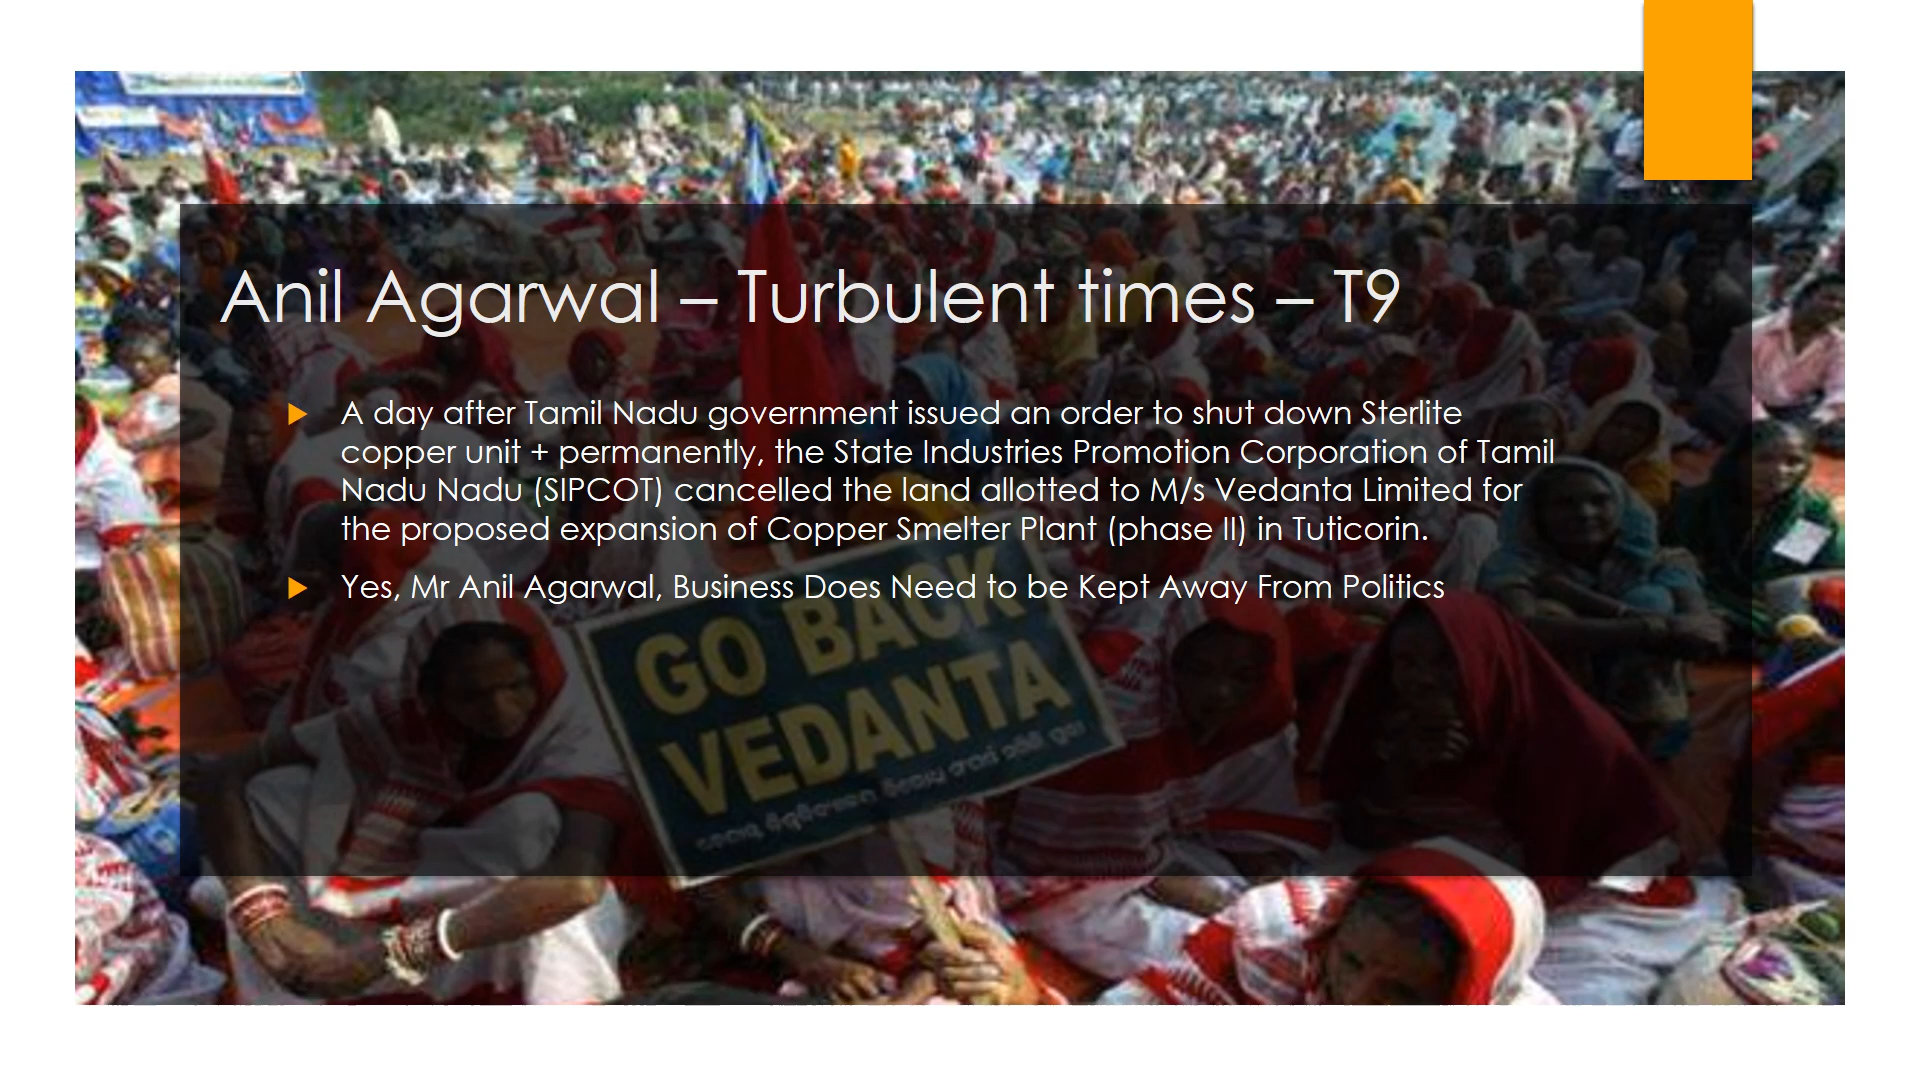 Anil Agarwal – Turbulent times – T9
A day after Tamil Nadu government issued an order to shut down Sterlite
copper unit + permanently, the State Industries Promotion Corporation of Tamil
Nadu Nadu (SIPCOT) cancelled the land allotted to M/s Vedanta Limited for
the proposed expansion of Copper Smelter Plant (phase II) in Tuticorin.
Yes, Mr Anil Agarwal, Business Does Need to be Kept Away From Politics
GO BACK
VEDANTA